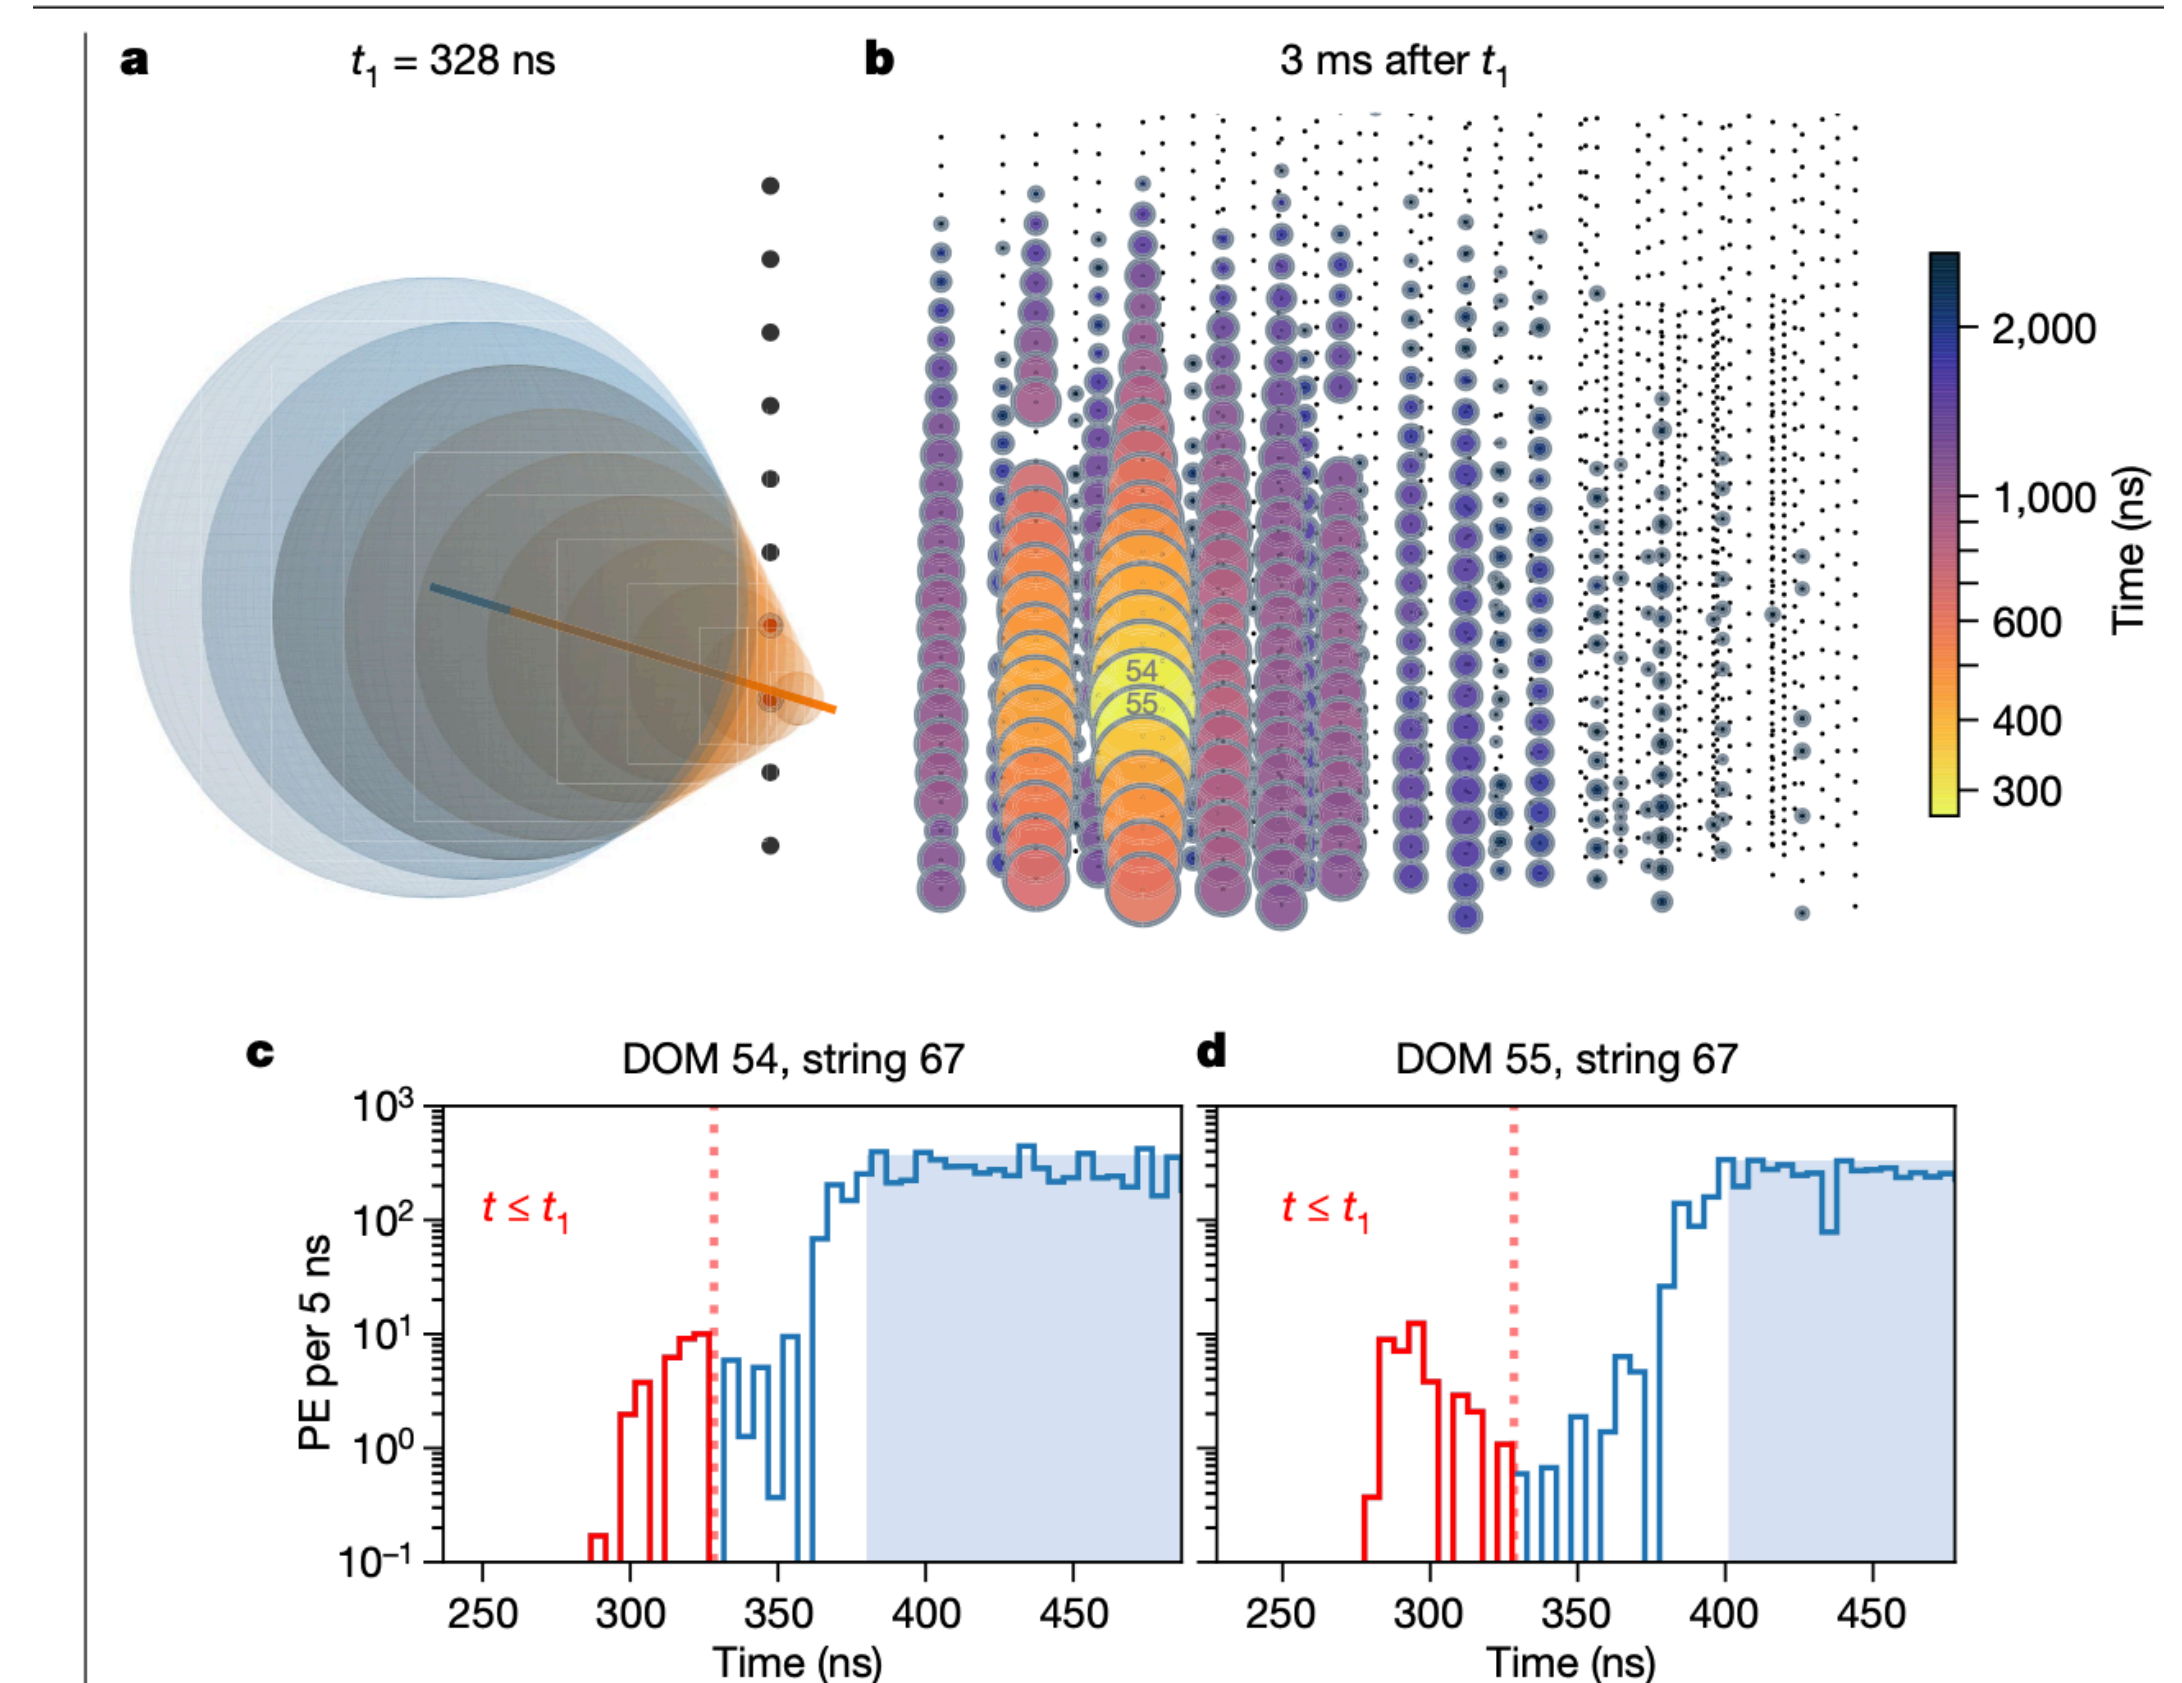 a
t1 = 328 ns
b
3 ms after t1
54
55
2,000
1,000
600
400
300
Time (ns)
c
DOM 54, string 67
d
DOM 55, string 67
PE per 5 ns
10³
10²
10¹
10⁰
10⁻¹
t ≤ t1
t ≤ t1
250 300 350 400 450
250 300 350 400 450
Time (ns)
Time (ns)